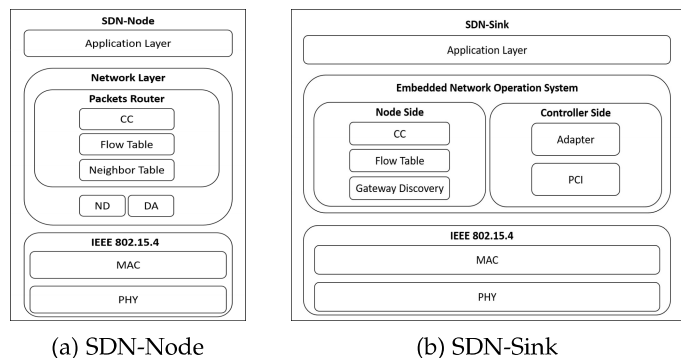 SDN-Node
Application Layer
Network Layer
Packets Router
CC
Flow Table
Neighbor Table
ND
DA
IEEE 802.15.4
MAC
PHY
(a) SDN-Node
SDN-Sink
Application Layer
Embedded Network Operation System
Node Side
CC
Flow Table
Gateway Discovery
Controller Side
Adapter
PCI
IEEE 802.15.4
MAC
PHY
(b) SDN-Sink